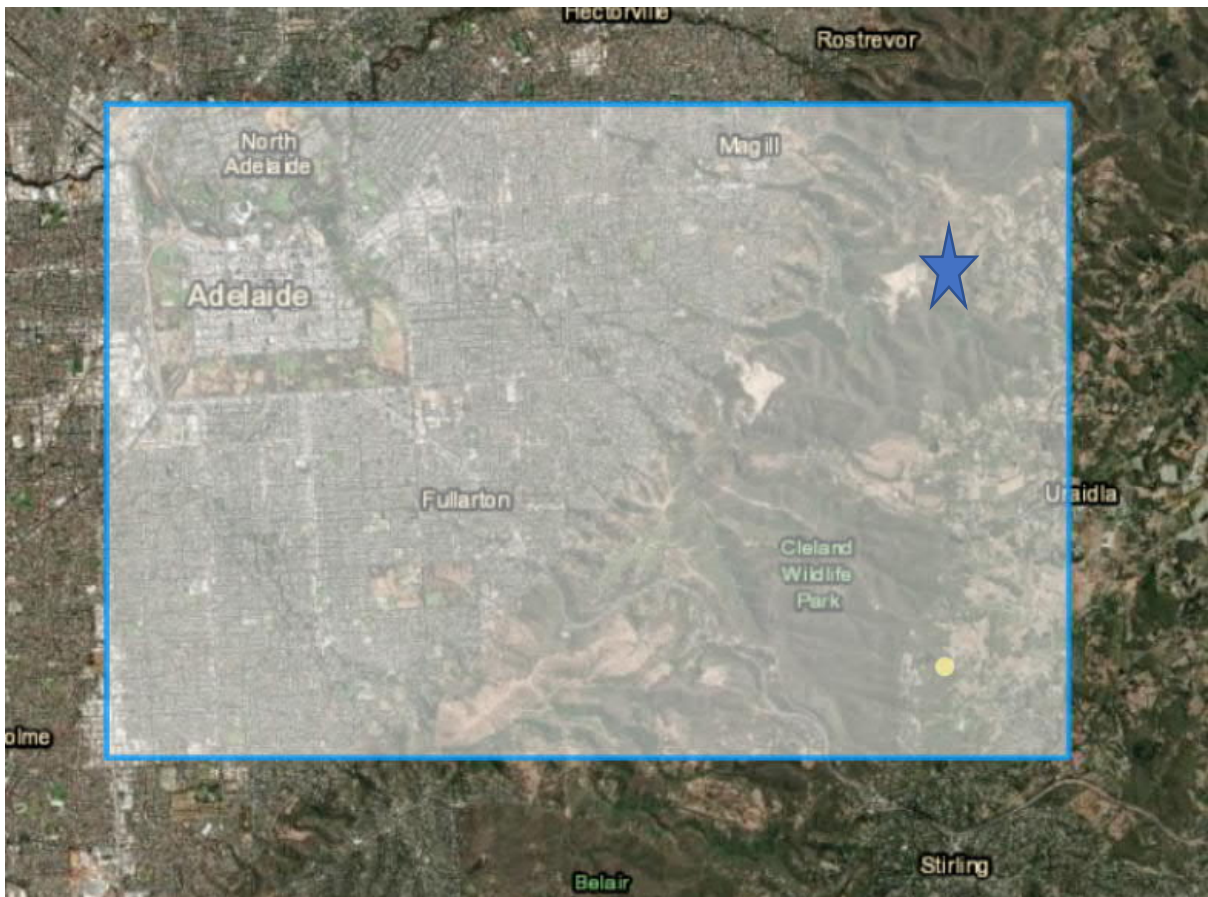 Hectorville
Rostrevor
North
Adelaide
Magill
Adelaide
Uraidla
Fullarton
Cleland
Wildlife
Park
olme
Stirling
Belair